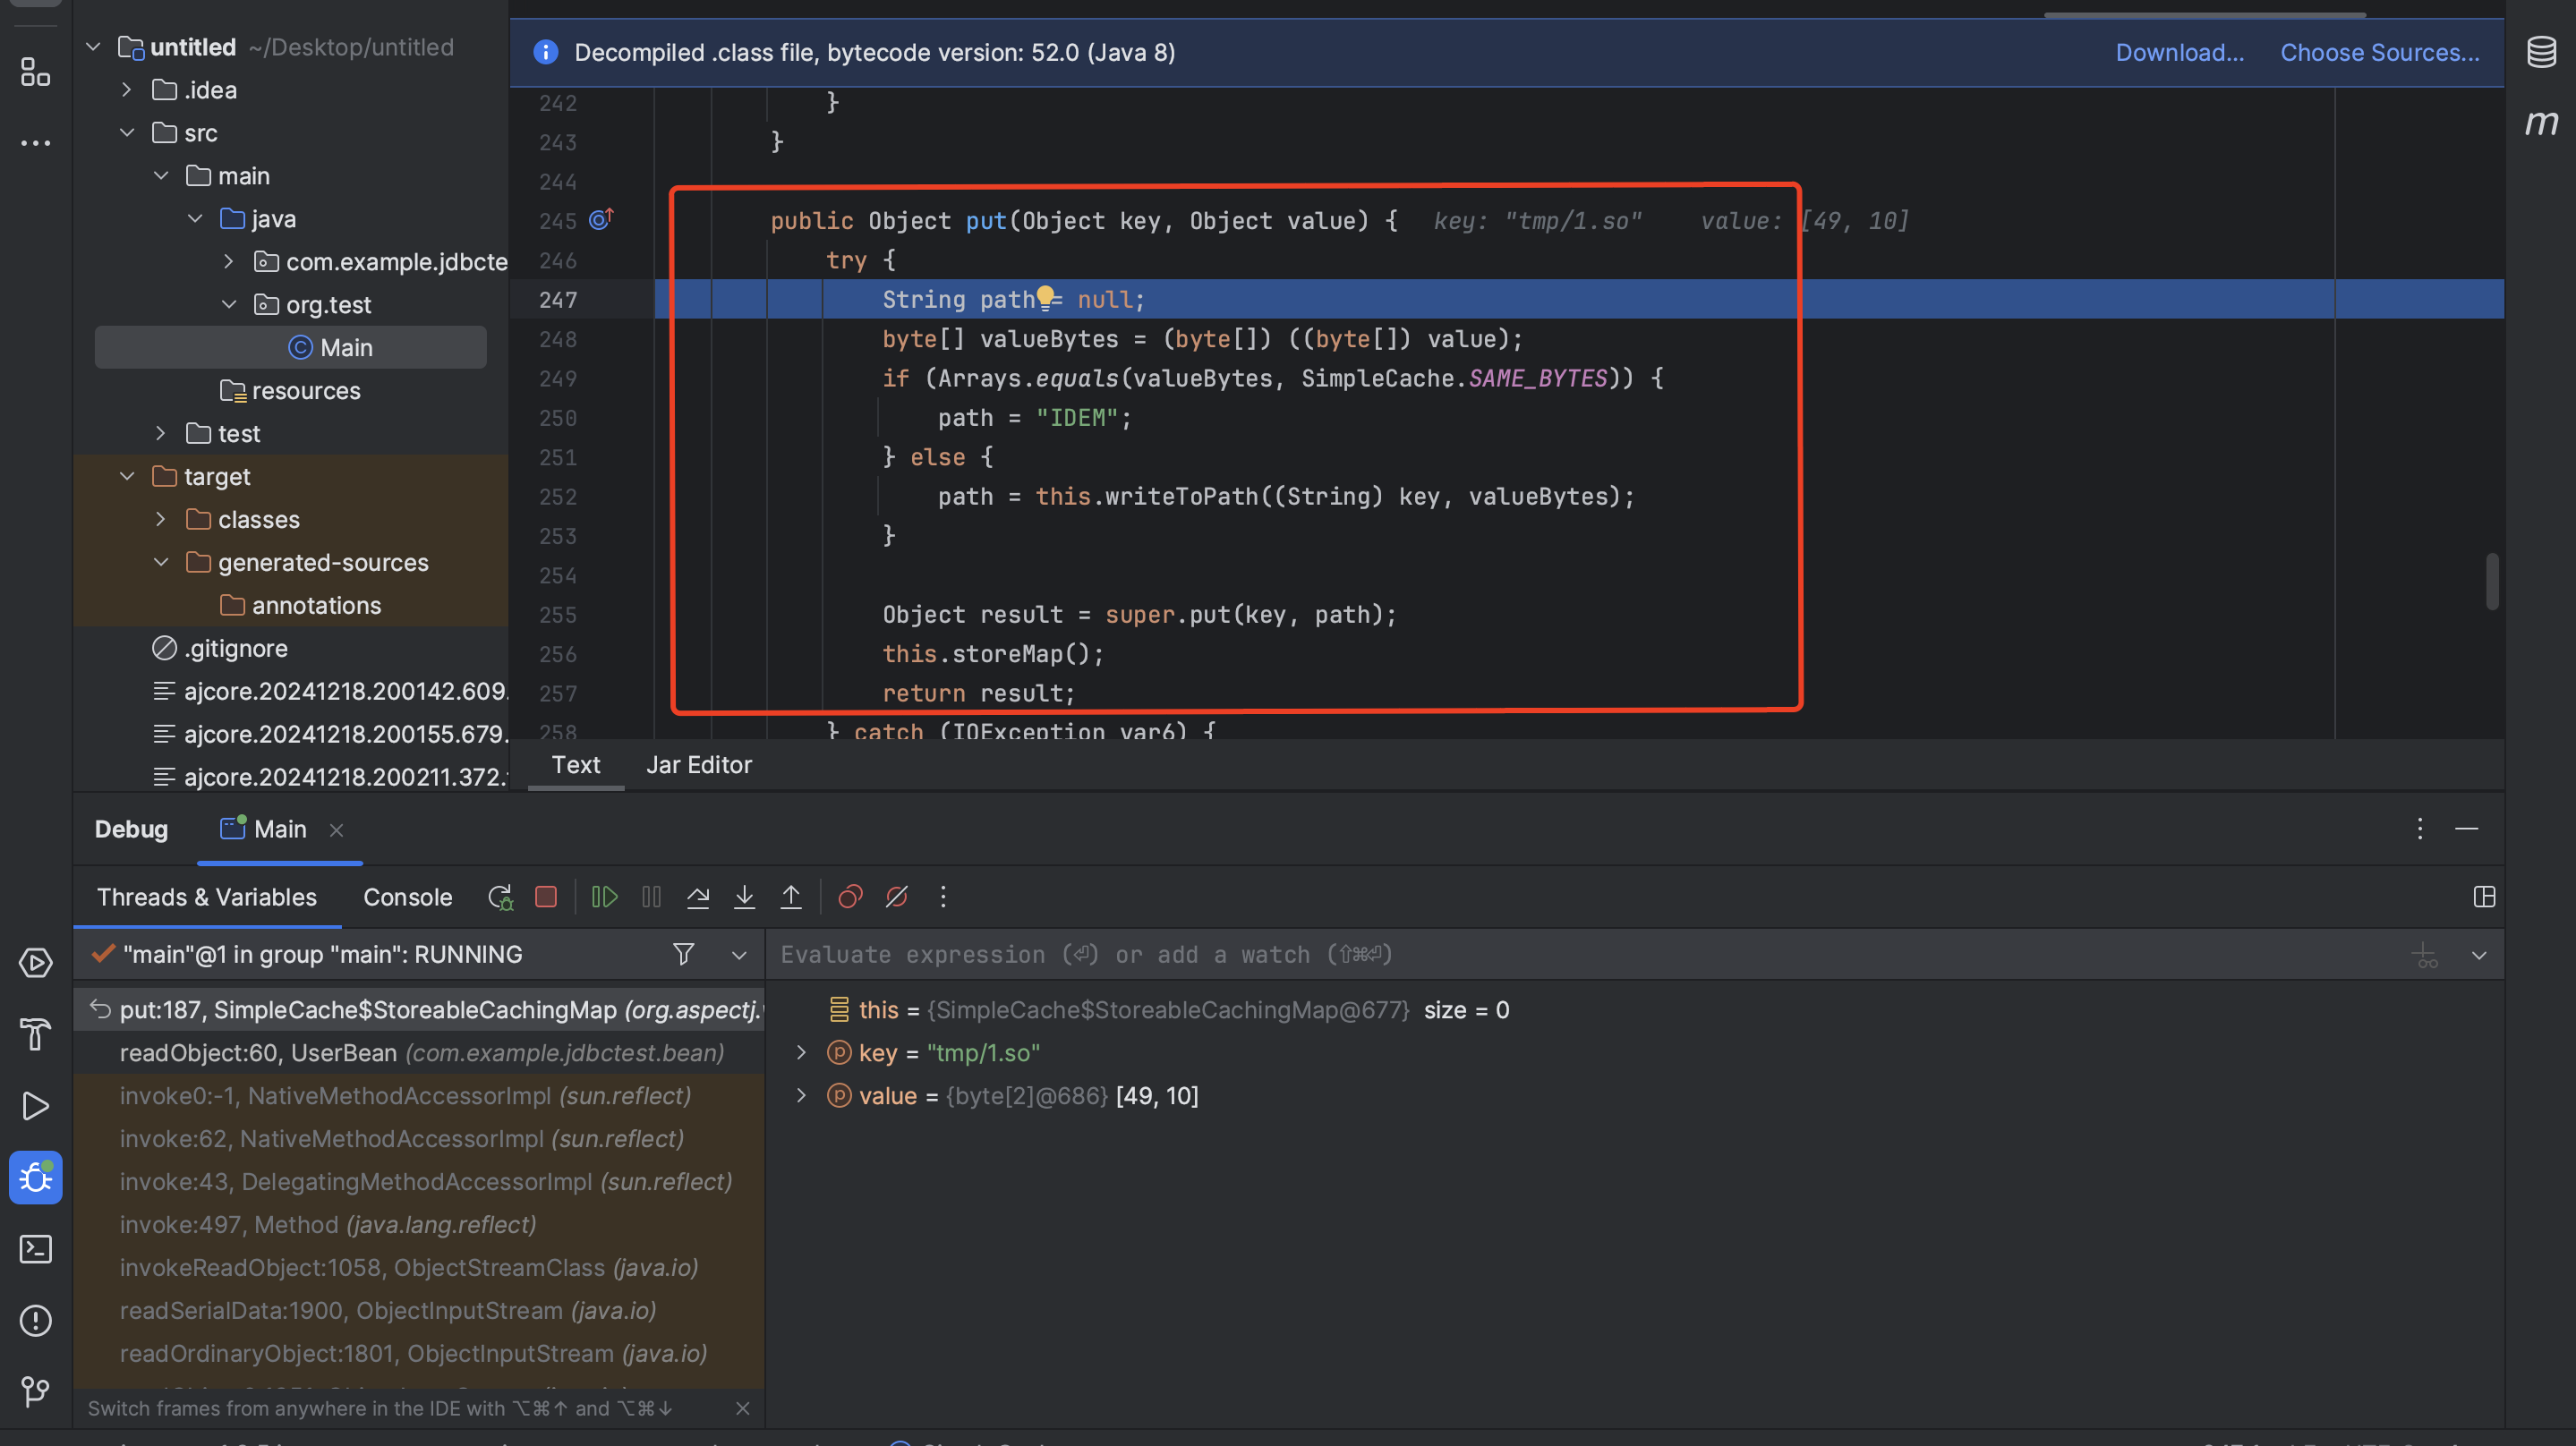 untitled ~/Desktop/untitled
.idea
src
main
java
com.example.jdbcte
org.test
Main
resources
test
target
classes
generated-sources
annotations
.gitignore
ajcore.20241218.200142.609.
ajcore.20241218.200155.679.
ajcore.20241218.200211.372.
Decompiled .class file, bytecode version: 52.0 (Java 8)
Download...
Choose Sources...
m
242 }
243 }
244
245 public Object put(Object key, Object value) { key: "tmp/1.so" value: [49, 10]
246 try {
247 String path = null;
248 byte[] valueBytes = (byte[]) ((byte[]) value);
249 if (Arrays.equals(valueBytes, SimpleCache.SAME_BYTES)) {
250 path = "IDEM";
251 } else {
252 path = this.writeToPath((String) key, valueBytes);
253 }
254
255 Object result = super.put(key, path);
256 this.storeMap();
257 return result;
258 } catch (IOException var6) {
Text Jar Editor
Debug Main
Threads & Variables Console
"main"@1 in group "main": RUNNING
put:187, SimpleCache$StoreableCachingMap (org.aspectj.
readObject:60, UserBean (com.example.jdbctest.bean)
invoke0:-1, NativeMethodAccessorImpl (sun.reflect)
invoke:62, NativeMethodAccessorImpl (sun.reflect)
invoke:43, DelegatingMethodAccessorImpl (sun.reflect)
invoke:497, Method (java.lang.reflect)
invokeReadObject:1058, ObjectStreamClass (java.io)
readSerialData:1900, ObjectInputStream (java.io)
readOrdinaryObject:1801, ObjectInputStream (java.io)
Switch frames from anywhere in the IDE with ⌥⌘↑ and ⌥⌘↓
Evaluate expression (⏎) or add a watch (⇧⌘⏎)
this = {SimpleCache$StoreableCachingMap@677} size = 0
key = "tmp/1.so"
value = {byte[2]@686} [49, 10]